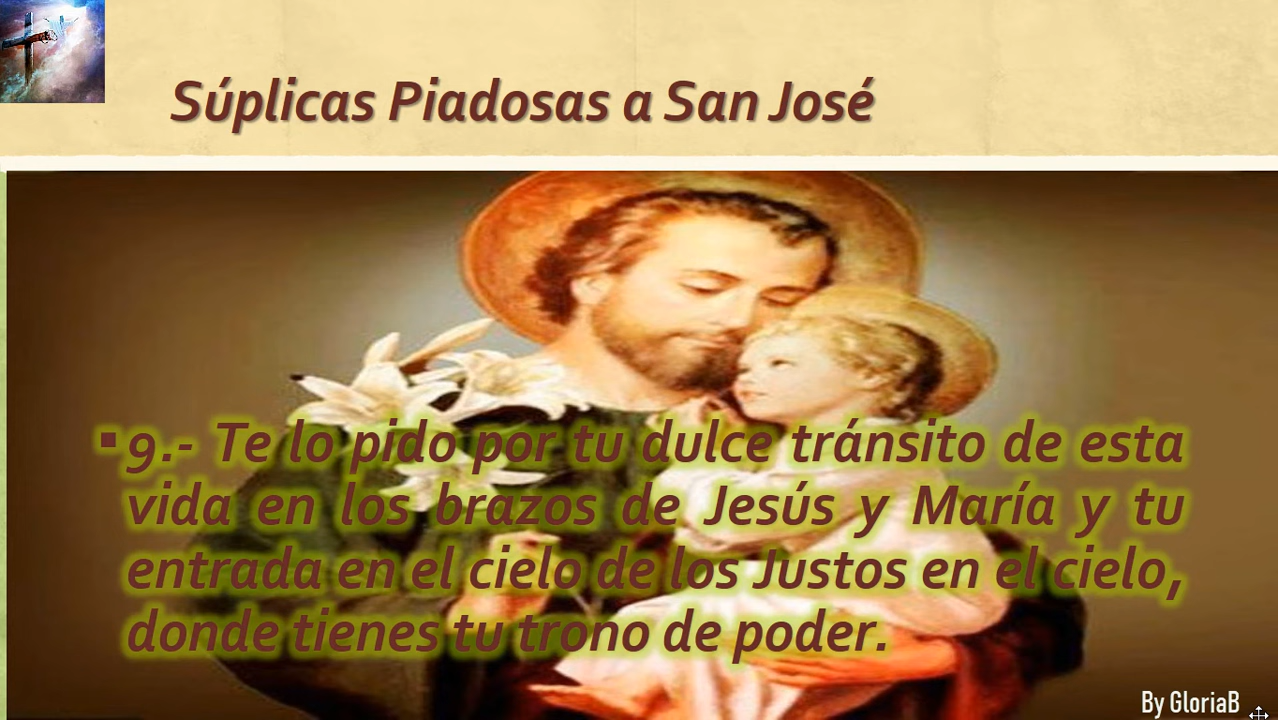 Súplicas Piadosas a San José
▪ 9.- Te lo pido por tu dulce tránsito de esta
vida en los brazos de Jesús y María y tu
entrada en el cielo de los Justos en el cielo,
donde tienes tu trono de poder.
By GloriaB